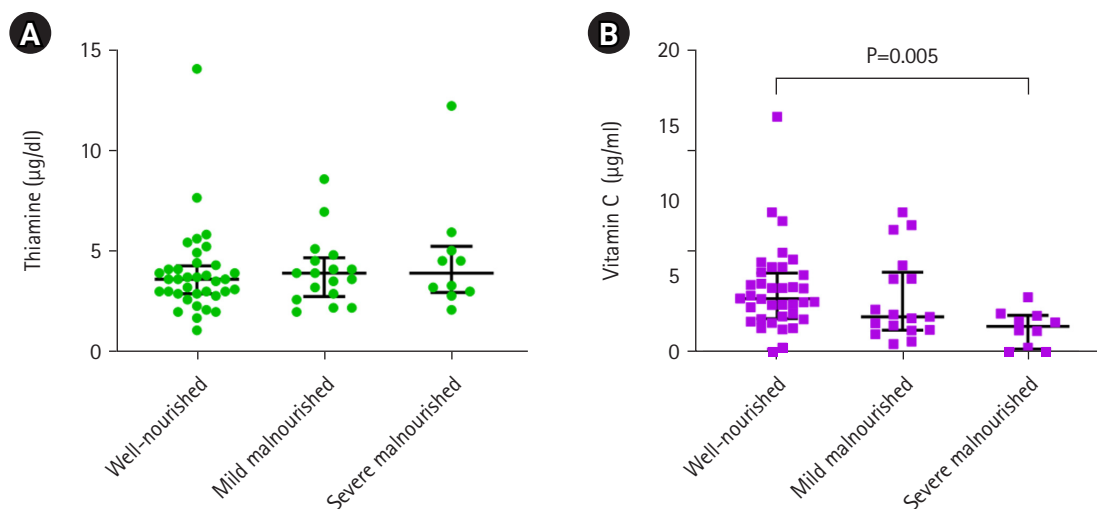 A
15
10
5
0
Thiamine (µg/dl)
Well-nourished
Mild malnourished
Severe malnourished
B
P=0.005
20
15
10
5
0
Vitamin C (µg/ml)
Well-nourished
Mild malnourished
Severe malnourished